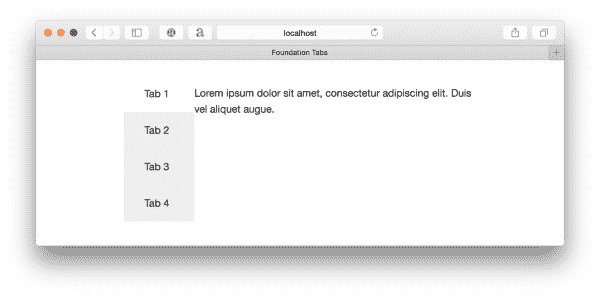 localhost
Foundation Tabs
Tab 1
Lorem ipsum dolor sit amet, consectetur adipiscing elit. Duis
vel aliquet augue.
Tab 2
Tab 3
Tab 4